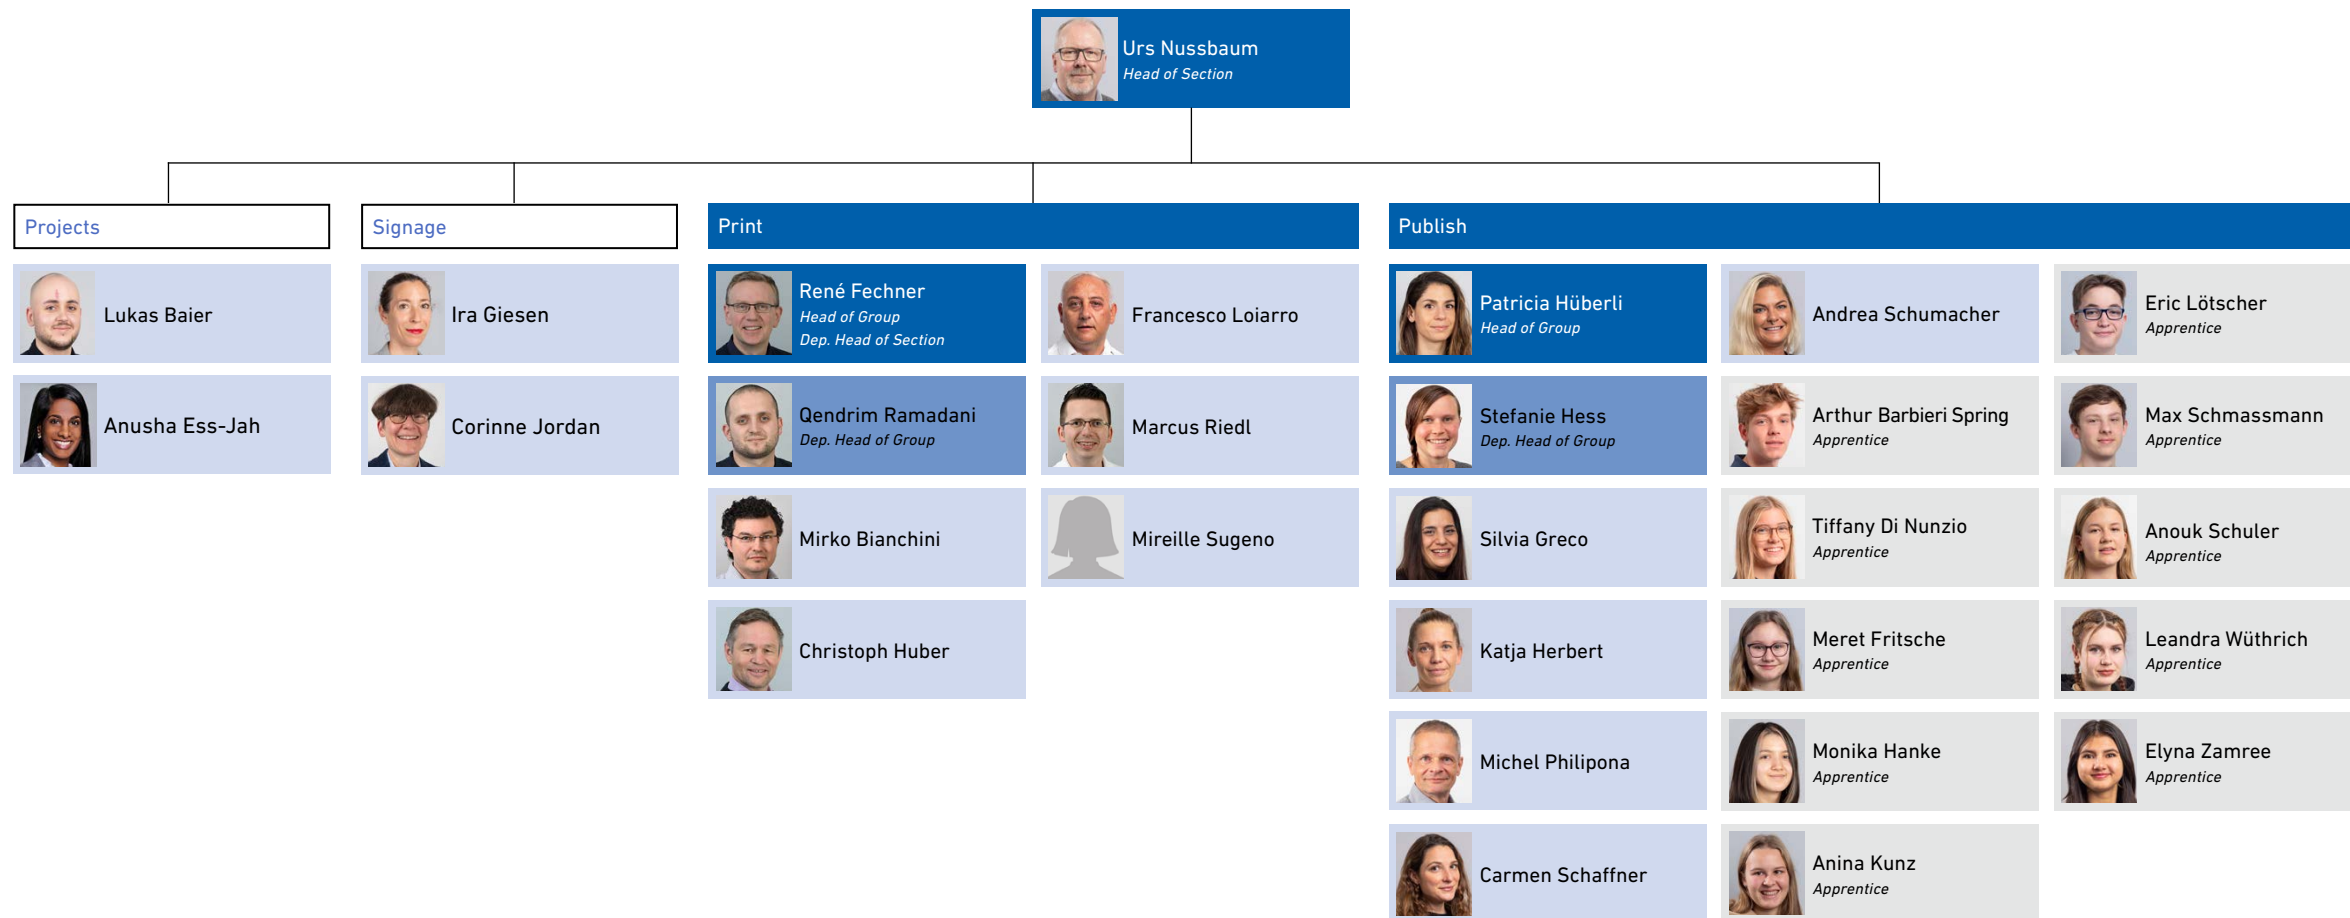 Urs Nussbaum
Head of Section
Projects
Lukas Baier
Anusha Ess-Jah
Signage
Ira Giesen
Corinne Jordan
Print
René Fechner
Head of Group
Dep. Head of Section
Qendrim Ramadani
Dep. Head of Group
Mirko Bianchini
Christoph Huber
Francesco Loiarro
Marcus Riedl
Mireille Sugeno
Publish
Patricia Hüberli
Head of Group
Stefanie Hess
Dep. Head of Group
Silvia Greco
Katja Herbert
Michel Philipona
Carmen Schaffner
Andrea Schumacher
Arthur Barbieri Spring
Apprentice
Tiffany Di Nunzio
Apprentice
Meret Fritsche
Apprentice
Monika Hanke
Apprentice
Anina Kunz
Apprentice
Eric Lötscher
Apprentice
Max Schmassmann
Apprentice
Anouk Schuler
Apprentice
Leandra Wüthrich
Apprentice
Elyna Zamree
Apprentice